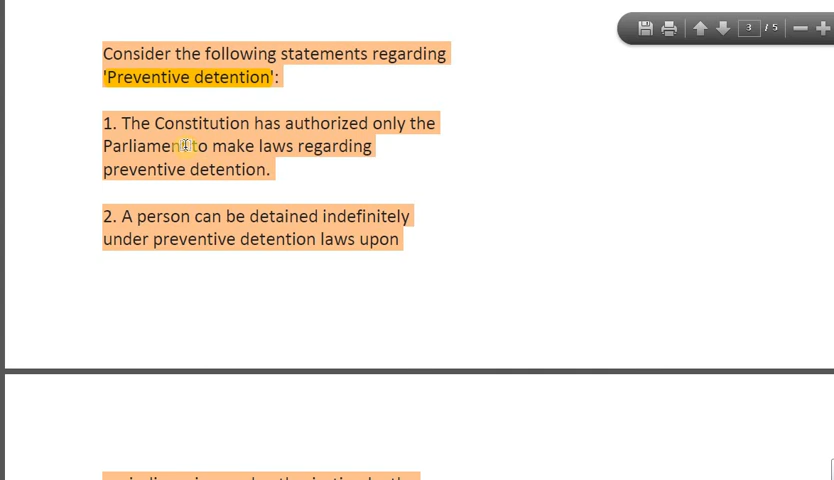 3 / 5
Consider the following statements regarding
'Preventive detention':
1. The Constitution has authorized only the
Parliament to make laws regarding
preventive detention.
2. A person can be detained indefinitely
under preventive detention laws upon